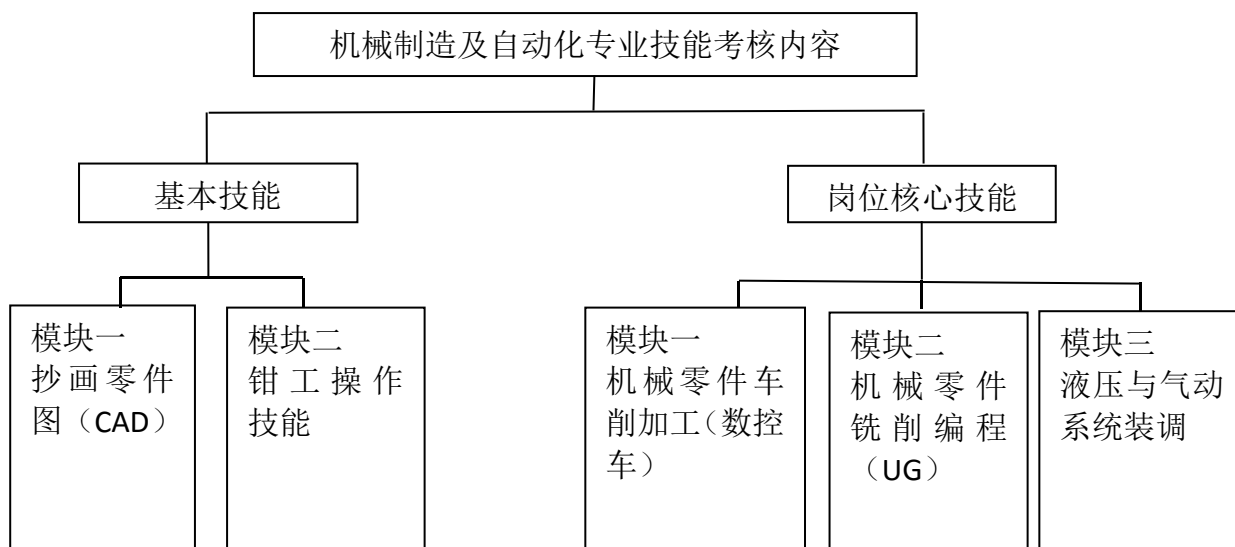 机械制造及自动化专业技能考核内容
基本技能
岗位核心技能
模块一
抄画零件
图（CAD）
模块二
钳工操作
技能
模块一
机械零件车
削加工（数控
车）
模块二
机械零件
铣削编程
（UG）
模块三
液压与气动
系统装调